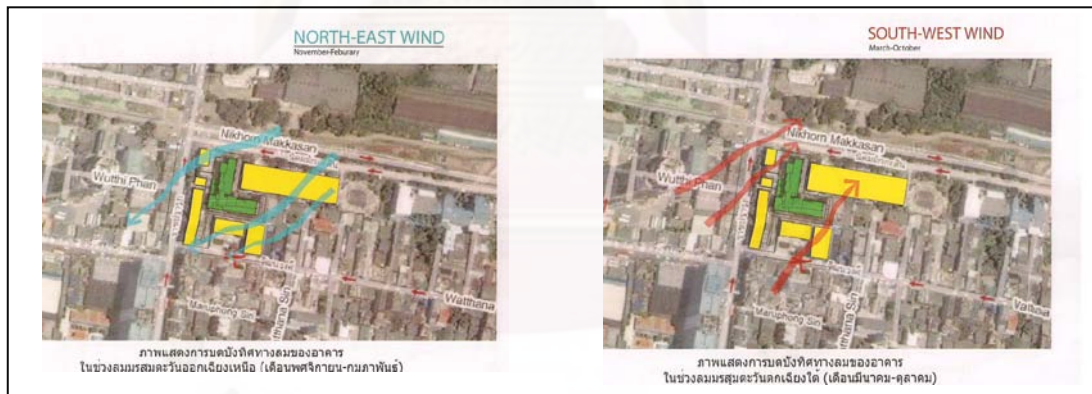 NORTH-EAST WIND
November-Feburary
Nikhom Makkasan
Wutthi Phan
Watthana
Watthana Sin
Maruphong Sin
ภาพแสดงการบดบังทิศทางลมของอาคาร
ในช่วงลมมรสุมตะวันออกเฉียงเหนือ (เดือนพฤศจิกายน-กุมภาพันธ์)
SOUTH-WEST WIND
March-October
Nikhom Makkasan
Wutthi Phan
Maruphong Sin
ภาพแสดงการบดบังทิศทางลมของอาคาร
ในช่วงลมมรสุมตะวันตกเฉียงใต้ (เดือนมีนาคม-ตุลาคม)